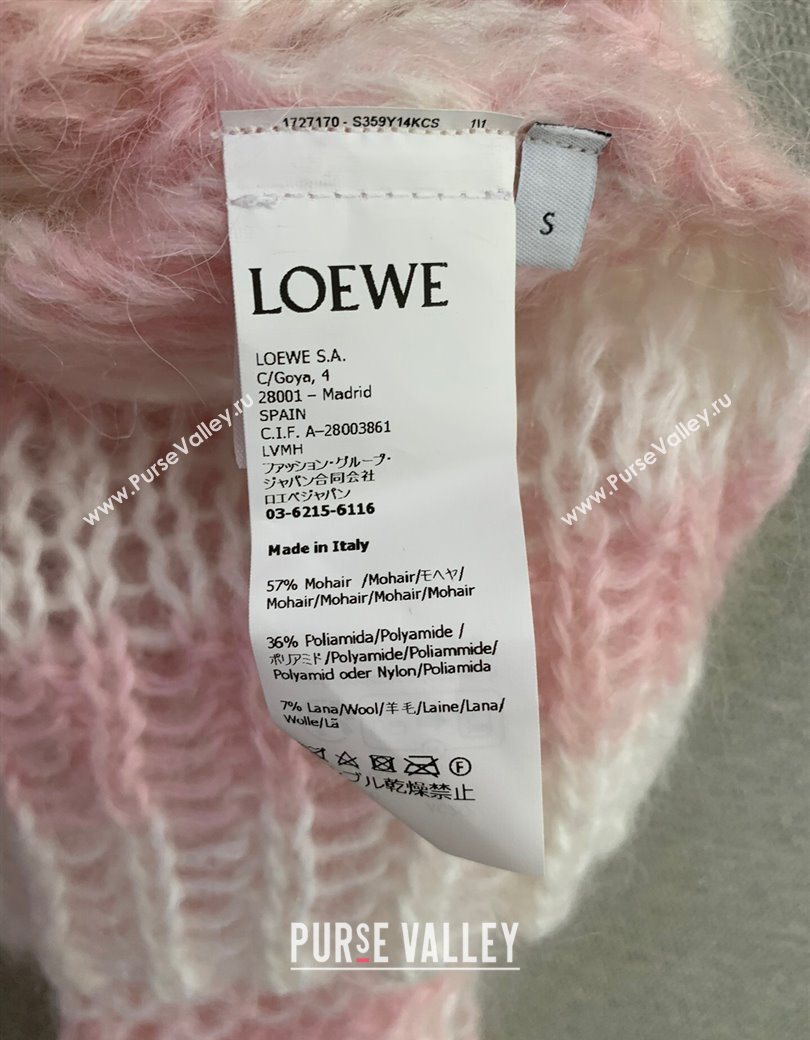 1727170 - S359Y14KCS 1\1
S
LOEWE
LOEWE S.A.
C/Goya, 4
28001 – Madrid
SPAIN
C.I.F. A–28003861
LVMH
ファッション・グループ・
ジャパン合同会社
ロエベジャパン
03-6215-6116
Made in Italy
57% Mohair /Mohair/モヘヤ/
Mohair/Mohair/Mohair/Mohair
36% Poliamida/Polyamide /
ポリアミド/Polyamide/Poliammide/
Polyamid oder Nylon/Poliamida
7% Lana/Wool/羊毛/Laine/Lana/
Wolle/Lã
F
ブル乾燥禁止
www.PurseValley.ru
www.PurseValley.ru
PURSE VALLEY